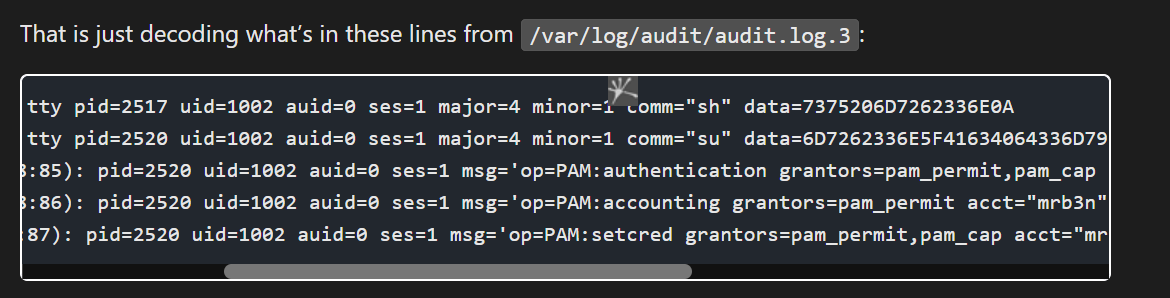 That is just decoding what’s in these lines from /var/log/audit/audit.log.3:
tty pid=2517 uid=1002 auid=0 ses=1 major=4 minor=1 comm="sh" data=7375206D7262336E0A
tty pid=2520 uid=1002 auid=0 ses=1 major=4 minor=1 comm="su" data=6D7262336E5F41634064336D79
3:85): pid=2520 uid=1002 auid=0 ses=1 msg='op=PAM:authentication grantors=pam_permit,pam_cap
3:86): pid=2520 uid=1002 auid=0 ses=1 msg='op=PAM:accounting grantors=pam_permit acct="mrb3n"
:87): pid=2520 uid=1002 auid=0 ses=1 msg='op=PAM:setcred grantors=pam_permit,pam_cap acct="mr